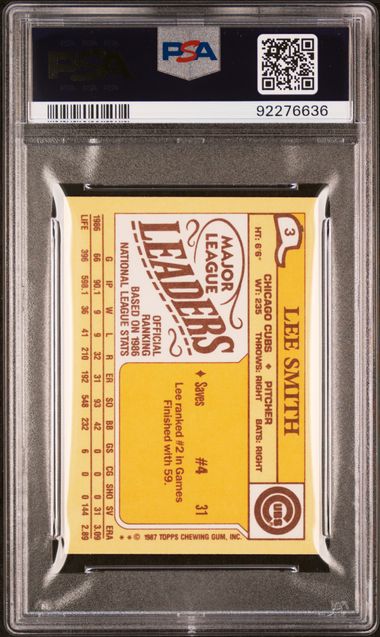 PSA
PSA
92276636
3
LEE SMITH
CHICAGO CUBS ♦ PITCHER
HT: 6'6" WT: 235 THROWS: RIGHT BATS: RIGHT
CUBS
MAJOR
LEAGUE
LEADERS
OFFICIAL
RANKING
BASED ON 1986
NATIONAL LEAGUE STATS
♦ Saves #4 31
Lee ranked #2 in Games
Finished with 59.
G IP W L R ER SO BB GS CG SHO SV ERA
1986 66 90.1 9 9 32 31 93 42 0 0 0 31 3.09
LIFE 396 598.1 36 41 210 192 548 232 6 0 0 144 2.89
** © 1987 TOPPS CHEWING GUM, INC.